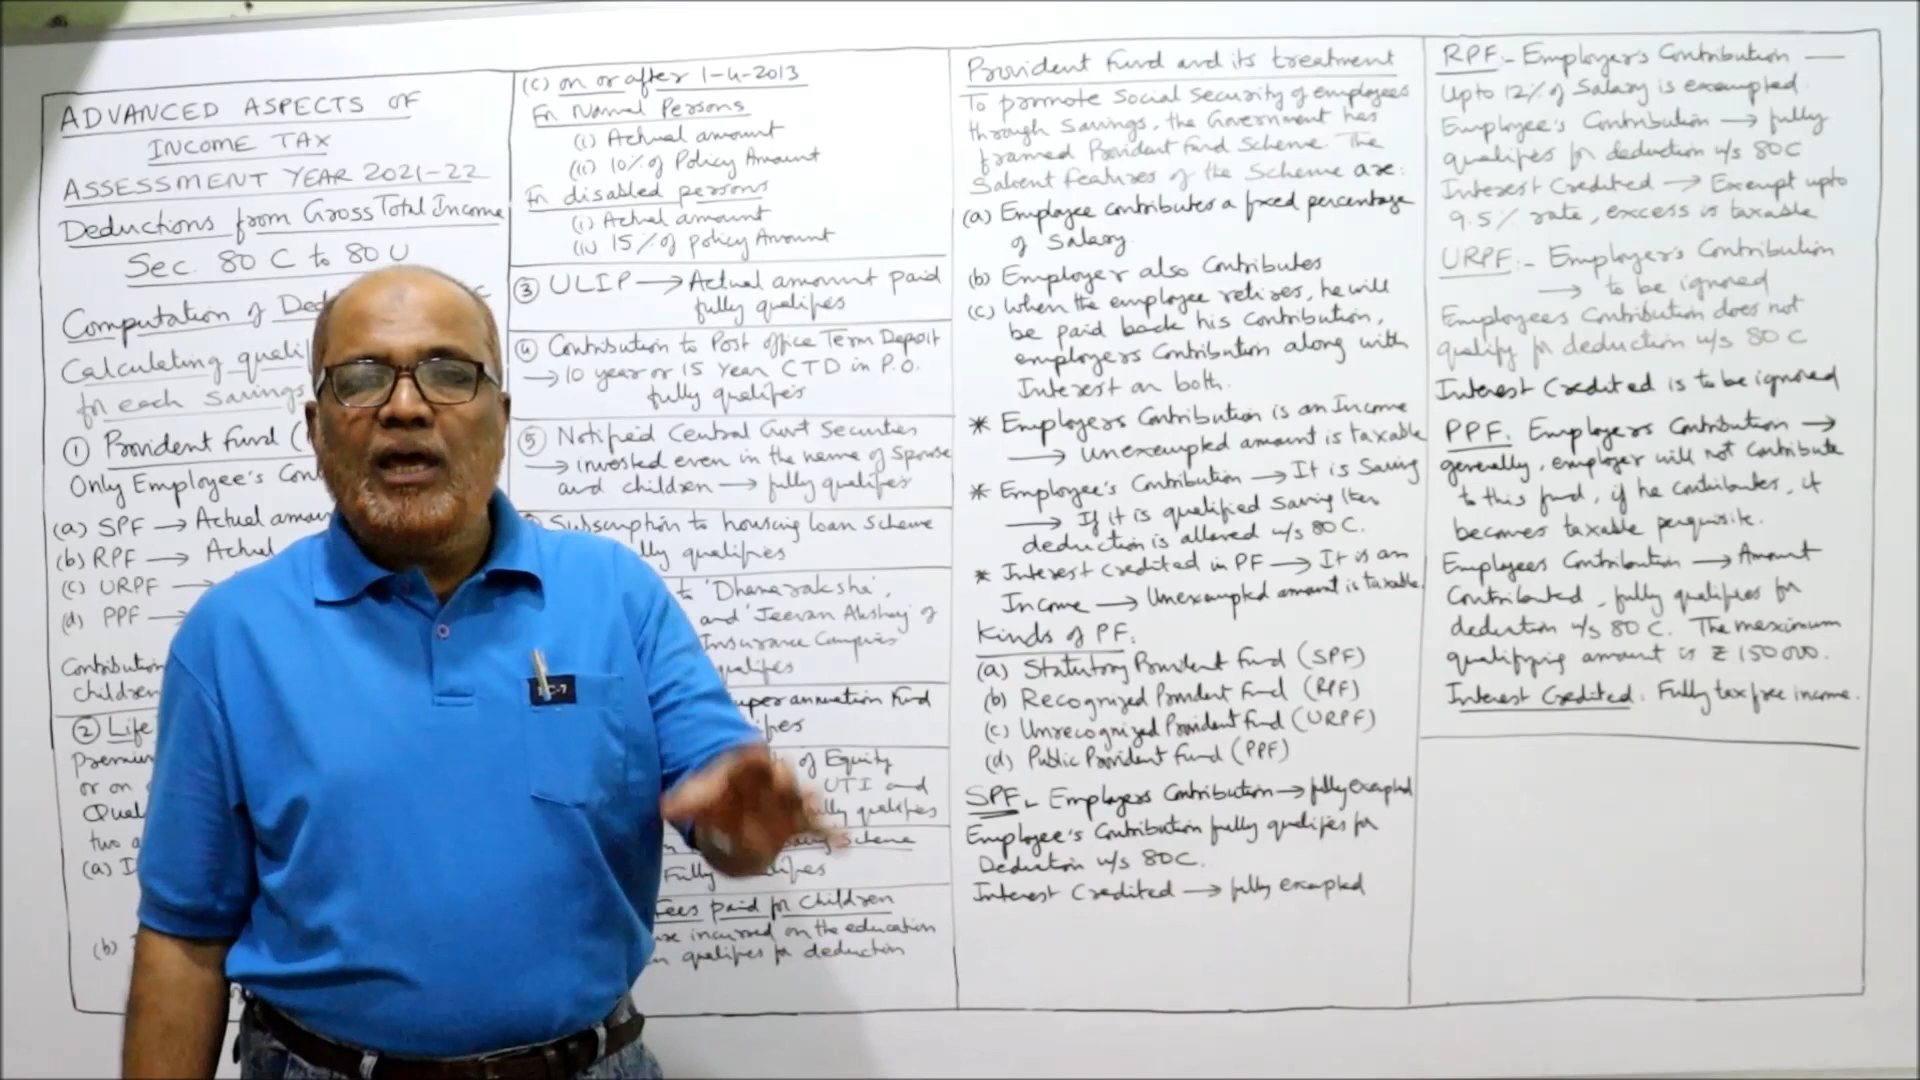 ADVANCED ASPECTS OF
INCOME TAX
ASSESSMENT YEAR 2021-22
Deductions from Gross Total Income
Sec. 80 C to 80 U
Computation of
Calculating
for each savings
① Provident fund (
Only Employee's
(a) SPF → Actual
(b) RPF → Actual
(c) URPF →
(d) PPF →
Contribution
children
② Life
Premium
or on
two
(a)
(b)
(c) on or after 1-4-2013
In Normal Persons
(i) Actual amount
(ii) 10% of Policy Amount
In disabled persons
(i) Actual amount
(ii) 15% of policy Amount
③ ULIP → Actual amount paid
fully qualifies
④ Contribution to Post office Term Deposit
→ 10 year or 15 year CTD in P.O.
fully qualifies
⑤ Notified Central Govt Securities
→ invested even in the name of Spouse
and children → fully qualifies
Subscription to housing loan scheme
qualifies
to 'Dhanaraksha',
and 'Jeevan Akshay' of
Insurance Companies
qualifies
Superannuation Fund
of Equity
UTI and
fully qualifies
Scheme
Fully qualifies
Fees paid for Children
incurred on the education
qualifies for deduction
Provident Fund and its treatment
To promote Social Security of employees
through Savings, the Government has
framed Provident Fund Scheme. The
Salient features of the Scheme are:
(a) Employee contributes a fixed percentage
of Salary
(b) Employer also Contributes
(c) When the employee retires, he will
be paid back his Contribution,
employers Contribution along with
Interest on both.
* Employers Contribution is an Income
→ Unexempted amount is taxable
* Employee's Contribution → It is Saving
→ If it is qualified Saving Item
deduction is allowed u/s 80 C.
* Interest credited in PF → It is an
Income → Unexempted amount is taxable.
Kinds of PF:
(a) Statutory Provident Fund (SPF)
(b) Recognized Provident Fund (RPF)
(c) Unrecognized Provident Fund (URPF)
(d) Public Provident Fund (PPF)
SPF - Employers Contribution → fully exempted
Employee's Contribution fully qualifies for
Deduction u/s 80C.
Interest Credited → fully exempted
RPF :- Employer's Contribution —
Upto 12% of Salary is exempted.
Employee's Contribution → fully
qualifies for deduction u/s 80C
Interest Credited → Exempt upto
9.5% rate, excess is taxable
URPF :- Employer's Contribution
→ to be ignored
Employees Contribution does not
qualify for deduction u/s 80 C
Interest Credited is to be ignored
PPF: Employers Contribution →
generally, employer will not Contribute
to this fund, if he contributes, it
becomes taxable perquisite.
Employees Contribution → Amount
Contributed, fully qualifies for
deduction u/s 80 C. The maximum
qualifying amount is ₹ 150000.
Interest Credited: Fully tax free income.